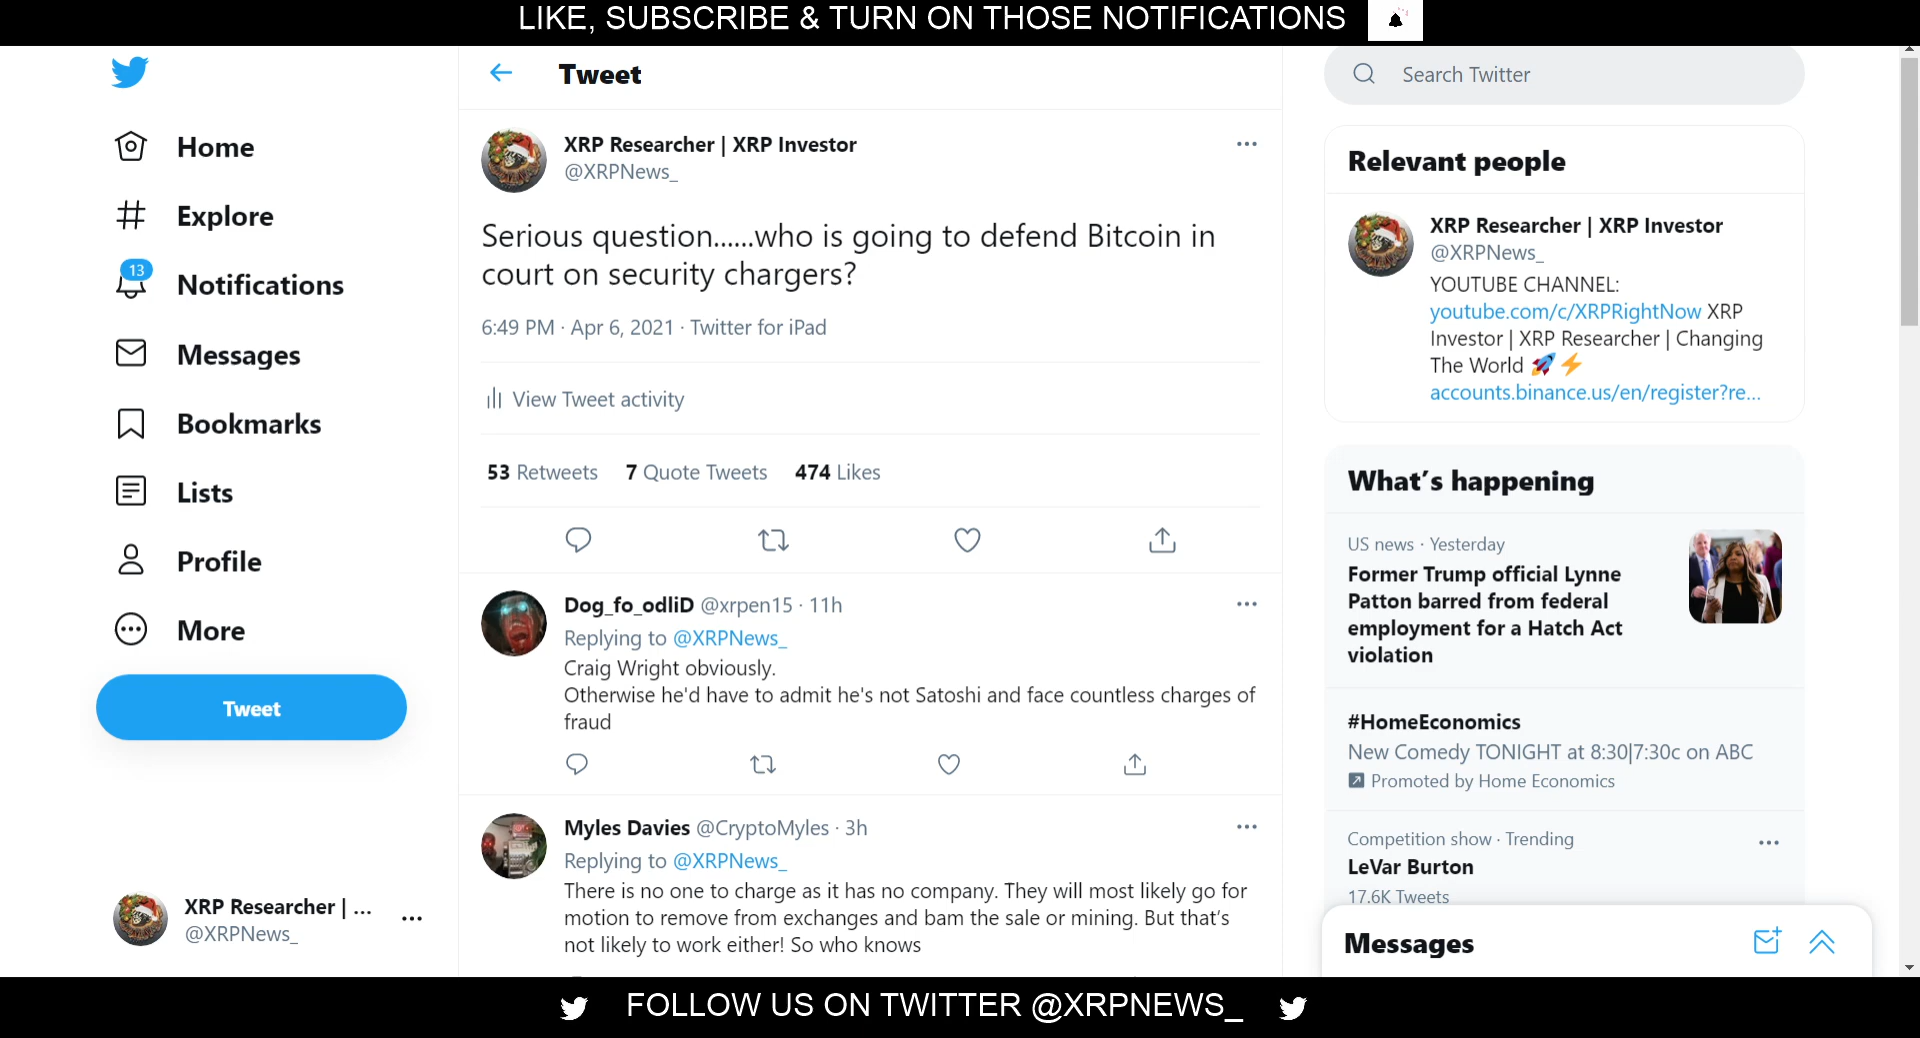 LIKE, SUBSCRIBE & TURN ON THOSE NOTIFICATIONS
Home
Explore
13
Notifications
Messages
Bookmarks
Lists
Profile
More
Tweet
XRP Researcher | ...
@XRPNews_
Tweet
XRP Researcher | XRP Investor
@XRPNews_
Serious question......who is going to defend Bitcoin in
court on security chargers?
6:49 PM · Apr 6, 2021 · Twitter for iPad
View Tweet activity
53 Retweets 7 Quote Tweets 474 Likes
Dog_fo_odliD @xrpen15 · 11h
Replying to @XRPNews_
Craig Wright obviously.
Otherwise he'd have to admit he's not Satoshi and face countless charges of
fraud
Myles Davies @CryptoMyles · 3h
Replying to @XRPNews_
There is no one to charge as it has no company. They will most likely go for
motion to remove from exchanges and bam the sale or mining. But that's
not likely to work either! So who knows
Search Twitter
Relevant people
XRP Researcher | XRP Investor
@XRPNews_
YOUTUBE CHANNEL:
youtube.com/c/XRPRightNow XRP
Investor | XRP Researcher | Changing
The World 🚀⚡
accounts.binance.us/en/register?re...
What's happening
US news · Yesterday
Former Trump official Lynne
Patton barred from federal
employment for a Hatch Act
violation
#HomeEconomics
New Comedy TONIGHT at 8:30|7:30c on ABC
Promoted by Home Economics
Competition show · Trending
LeVar Burton
17.6K Tweets
Messages
FOLLOW US ON TWITTER @XRPNEWS_